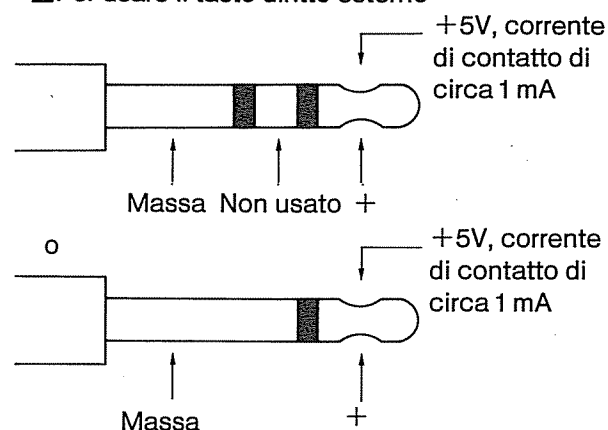 +5V, corrente
di contatto di
circa 1 mA
Massa Non usato +
o
+5V, corrente
di contatto di
circa 1 mA
Massa +